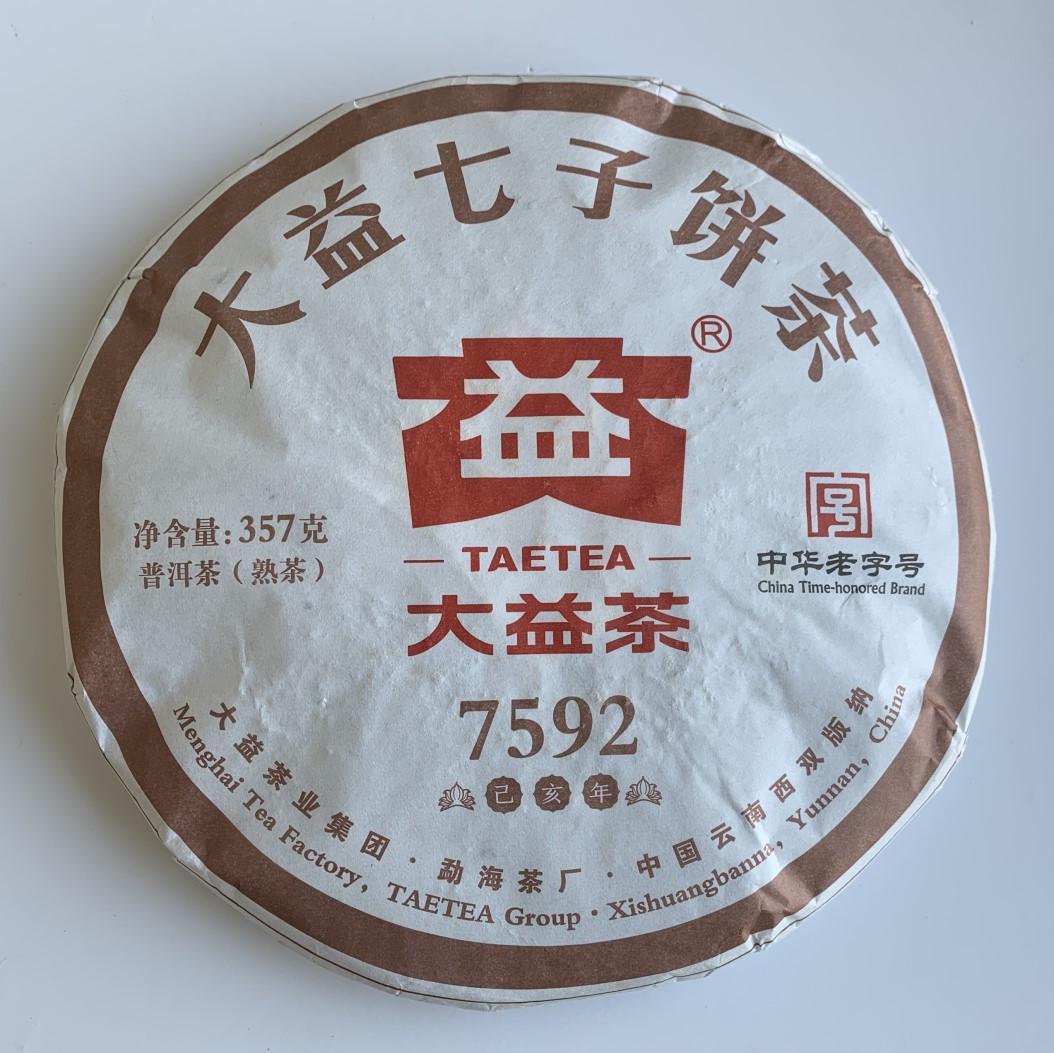 大益七子饼茶
益
®
净含量:357克
普洱茶（熟茶）
TAETEA
大益茶
号
中华老字号
China Time-honored Brand
7592
己亥年
大益茶业集团·勐海茶厂·中国云南西双版纳
Menghai Tea Factory, TAETEA Group · Xishuangbanna, Yunnan, China